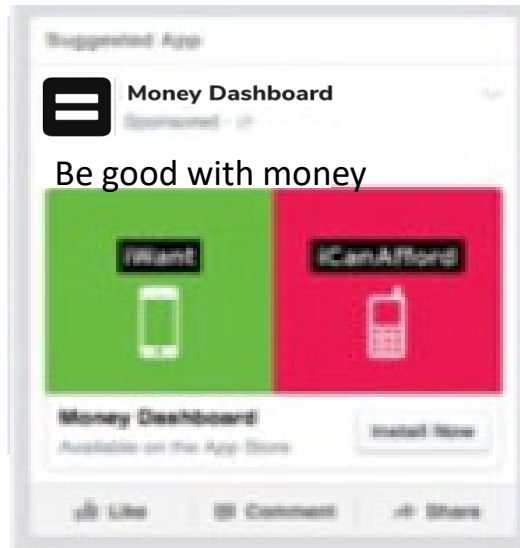 Suggested App
Money Dashboard
Sponsored
Be good with money
iWant
iCanAfford
Money Dashboard
Available on the App Store
Install Now
Like
Comment
Share